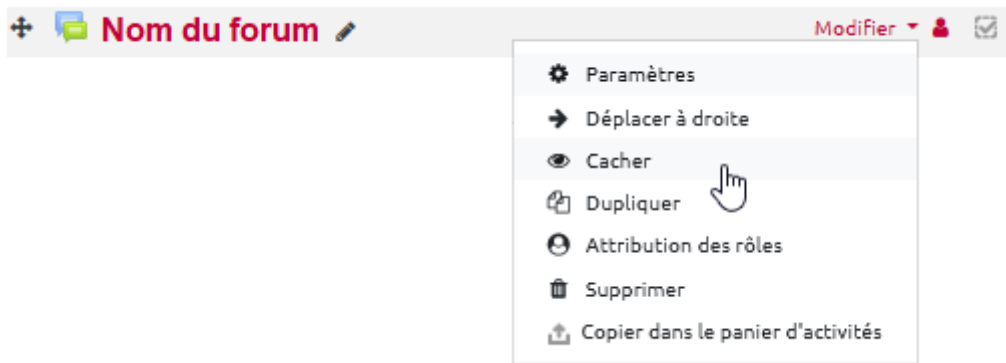 Nom du forum
Modifier
Paramètres
Déplacer à droite
Cacher
Dupliquer
Attribution des rôles
Supprimer
Copier dans le panier d'activités